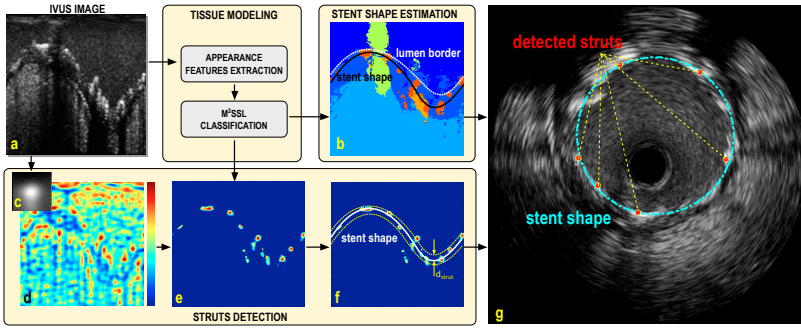 IVUS IMAGE
TISSUE MODELING
STENT SHAPE ESTIMATION
APPEARANCE
FEATURES EXTRACTION
M²SSL
CLASSIFICATION
lumen border
stent shape
detected struts
stent shape
a
b
c
d
e
stent shape
d_strut
f
g
STRUTS DETECTION